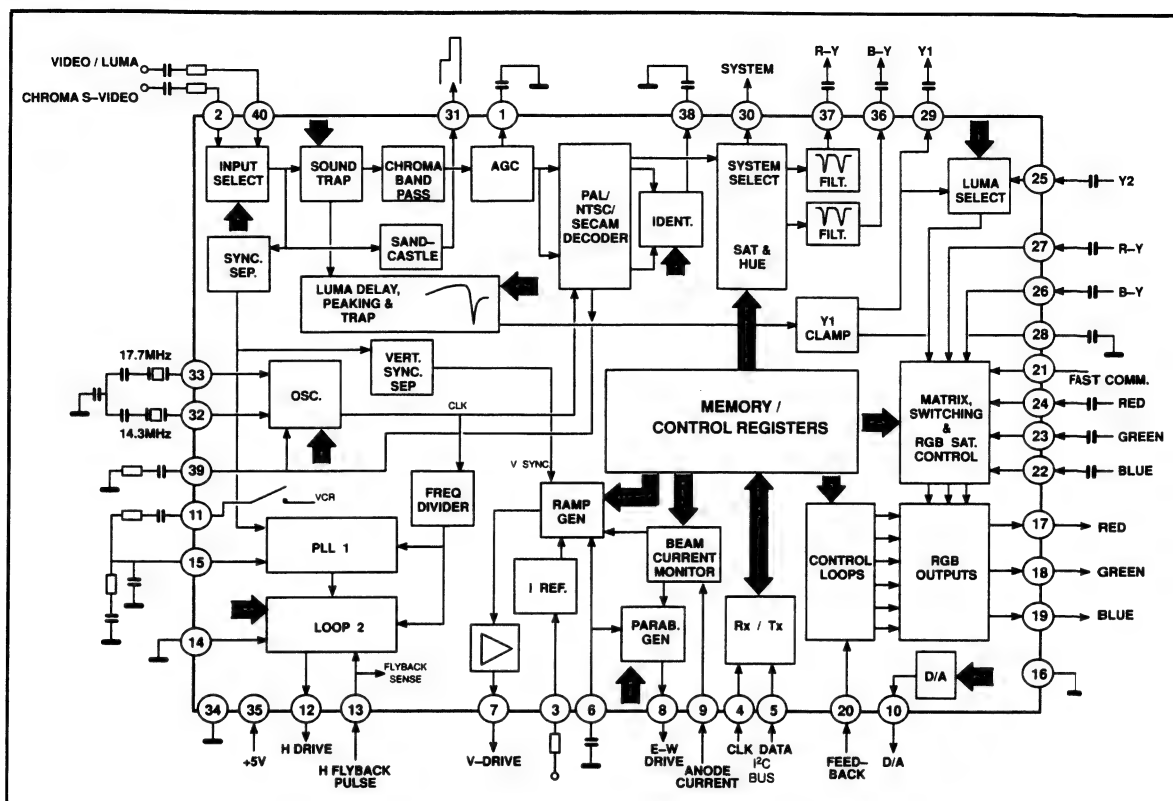 VIDEO / LUMA
CHROMA S-VIDEO
SYSTEM
R-Y
B-Y
Y1
2
40
31
1
38
30
37
36
29
INPUT
SELECT
SOUND
TRAP
CHROMA
BAND
PASS
AGC
PAL/
NTSC/
SECAM
DECODER
IDENT.
SYSTEM
SELECT
SAT &
HUE
FILT.
FILT.
LUMA
SELECT
25
Y2
27
R-Y
26
B-Y
28
21
FAST COMM.
24
RED
23
GREEN
22
BLUE
SYNC.
SEP.
SAND-
CASTLE
LUMA DELAY,
PEAKING &
TRAP
Y1
CLAMP
17.7MHz
33
32
14.3MHz
OSC.
VERT.
SYNC.
SEP
CLK
MEMORY /
CONTROL REGISTERS
MATRIX,
SWITCHING
&
RGB SAT.
CONTROL
39
11
VCR
15
14
FREQ
DIVIDER
V SYNC.
RAMP
GEN
PLL 1
LOOP 2
I REF.
BEAM
CURRENT
MONITOR
PARAB.
GEN
Rx / Tx
CONTROL
LOOPS
RGB
OUTPUTS
17
RED
18
GREEN
19
BLUE
16
D/A
FLYBACK
SENSE
34
35
12
13
7
3
6
8
9
4
5
20
10
+5V
H DRIVE
H FLYBACK
PULSE
V-DRIVE
E-W
DRIVE
ANODE
CURRENT
CLK DATA
I²C
BUS
FEED-
BACK
D/A